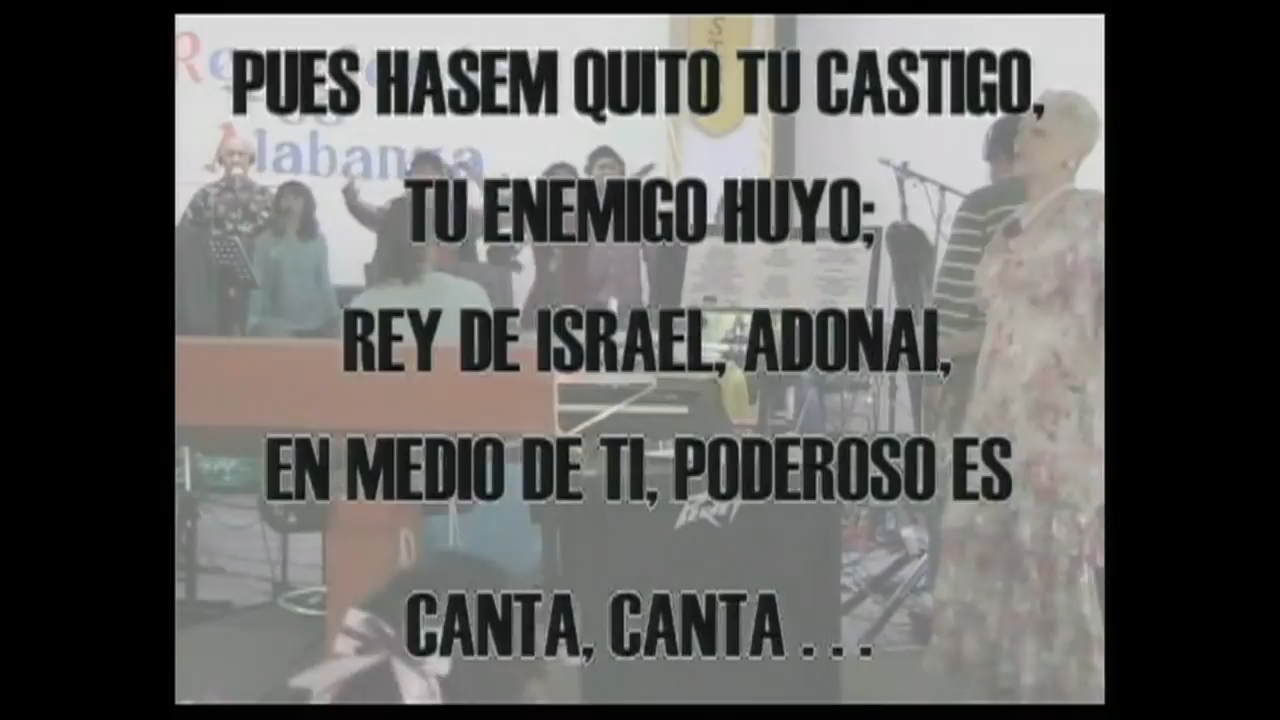 PUES HASEM QUITO TU CASTIGO,
TU ENEMIGO HUYO;
REY DE ISRAEL, ADONAI,
EN MEDIO DE TI, PODEROSO ES
CANTA, CANTA . . .
PEAVEY